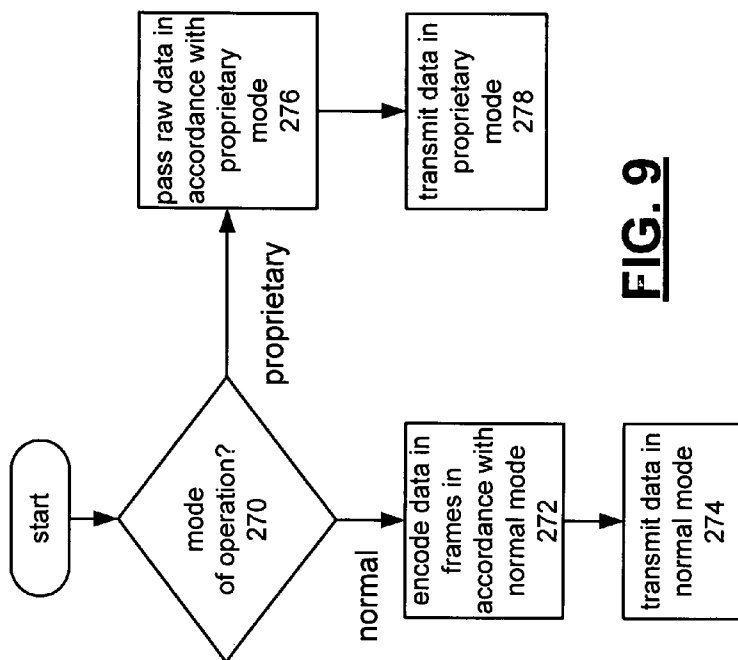 start
mode
of operation?
270
normal
proprietary
encode data in
frames in
accordance with
normal mode
272
transmit data in
normal mode
274
pass raw data in
accordance with
proprietary
mode
276
transmit data in
proprietary
mode
278
FIG. 9